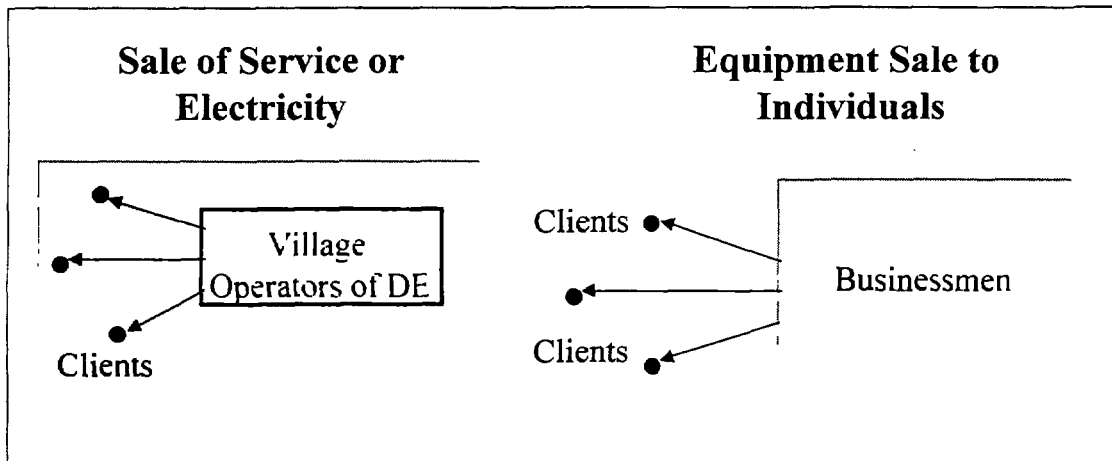 Sale of Service or
Electricity
Village
Operators of DE
Clients
Equipment Sale to
Individuals
Clients
Businessmen
Clients